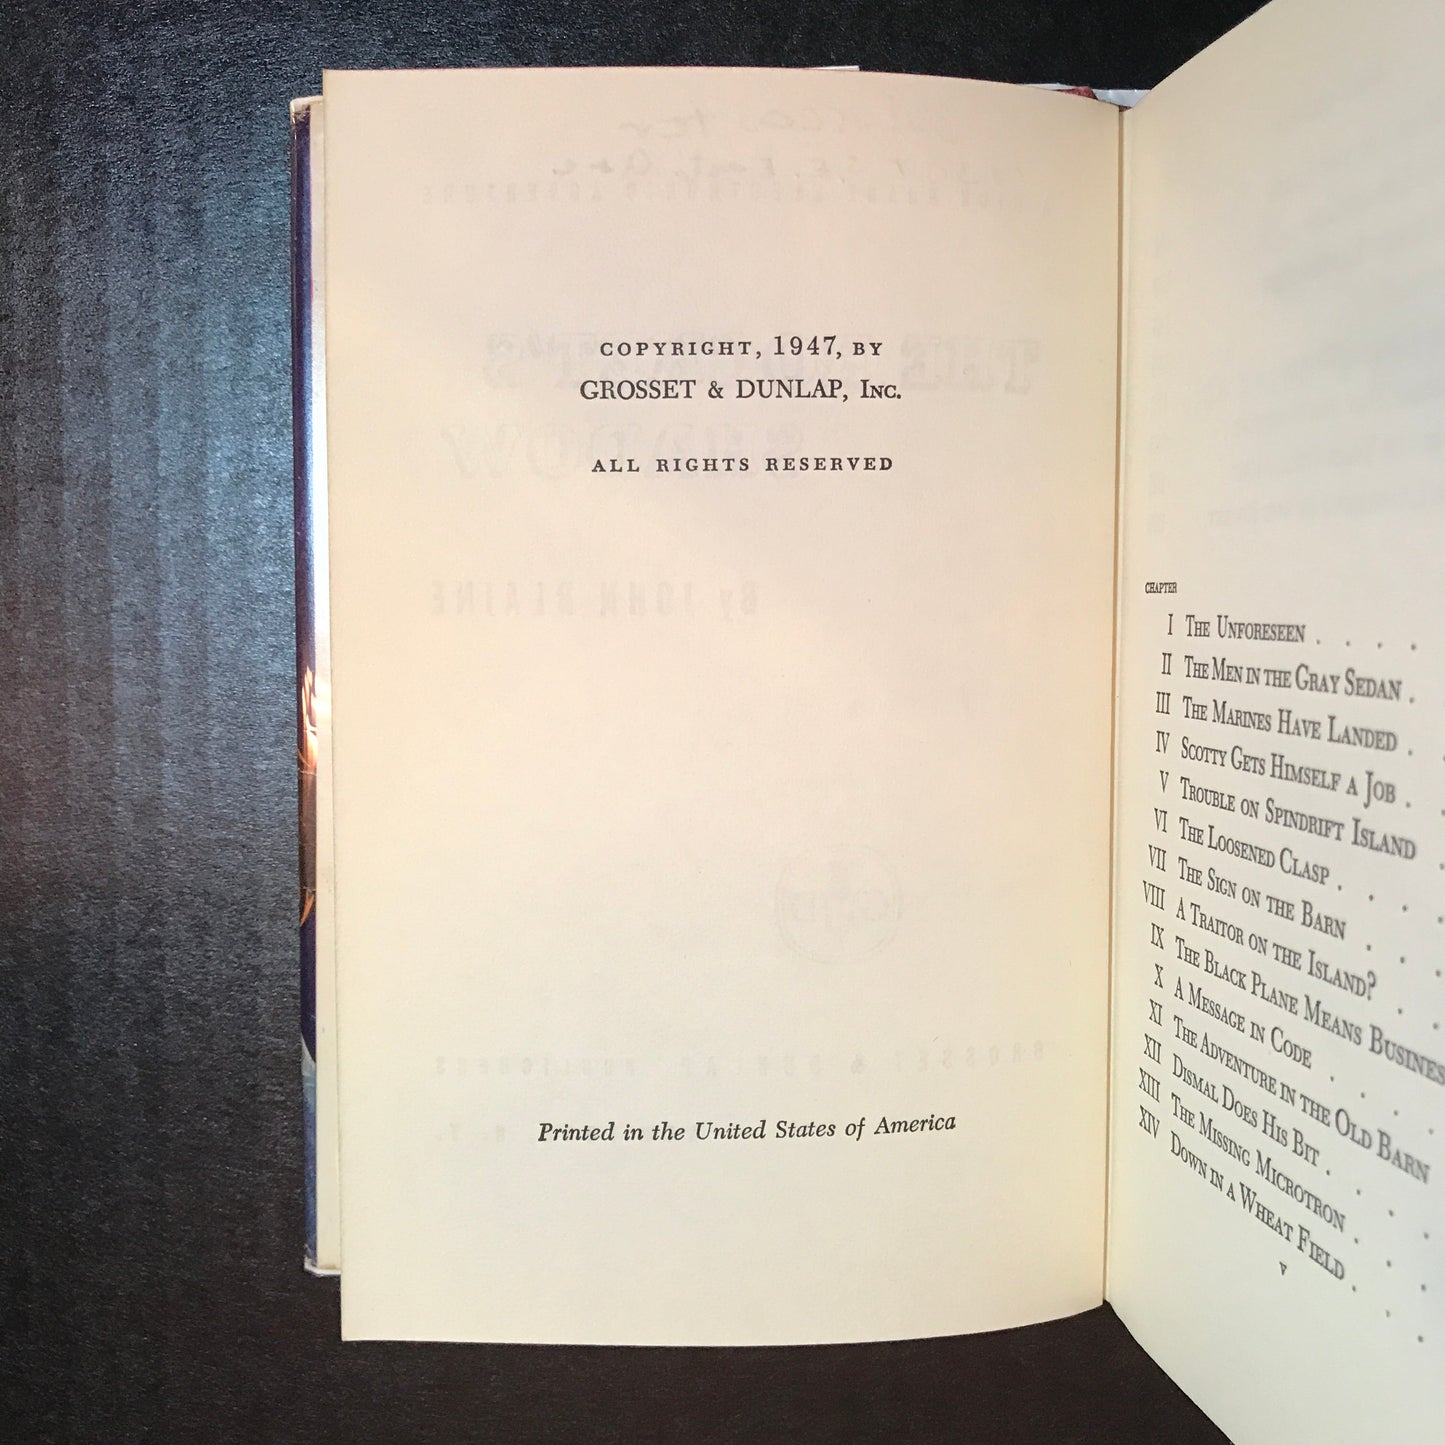 COPYRIGHT, 1947, BY
GROSSET & DUNLAP, INC.
ALL RIGHTS RESERVED
Printed in the United States of America
CHAPTER
I THE UNFORESEEN . . . .
II THE MEN IN THE GRAY SEDAN .
III THE MARINES HAVE LANDED .
IV SCOTTY GETS HIMSELF A JOB .
V TROUBLE ON SPINDRIFT ISLAND .
VI THE LOOSENED CLASP . . . .
VII THE SIGN ON THE BARN . . .
VIII A TRAITOR ON THE ISLAND? . .
IX THE BLACK PLANE MEANS BUSINESS
X A MESSAGE IN CODE . . . .
XI THE ADVENTURE IN THE OLD BARN
XII DISMAL DOES HIS BIT . . . .
XIII THE MISSING MICROTRON . . .
XIV DOWN IN A WHEAT FIELD . . .
v